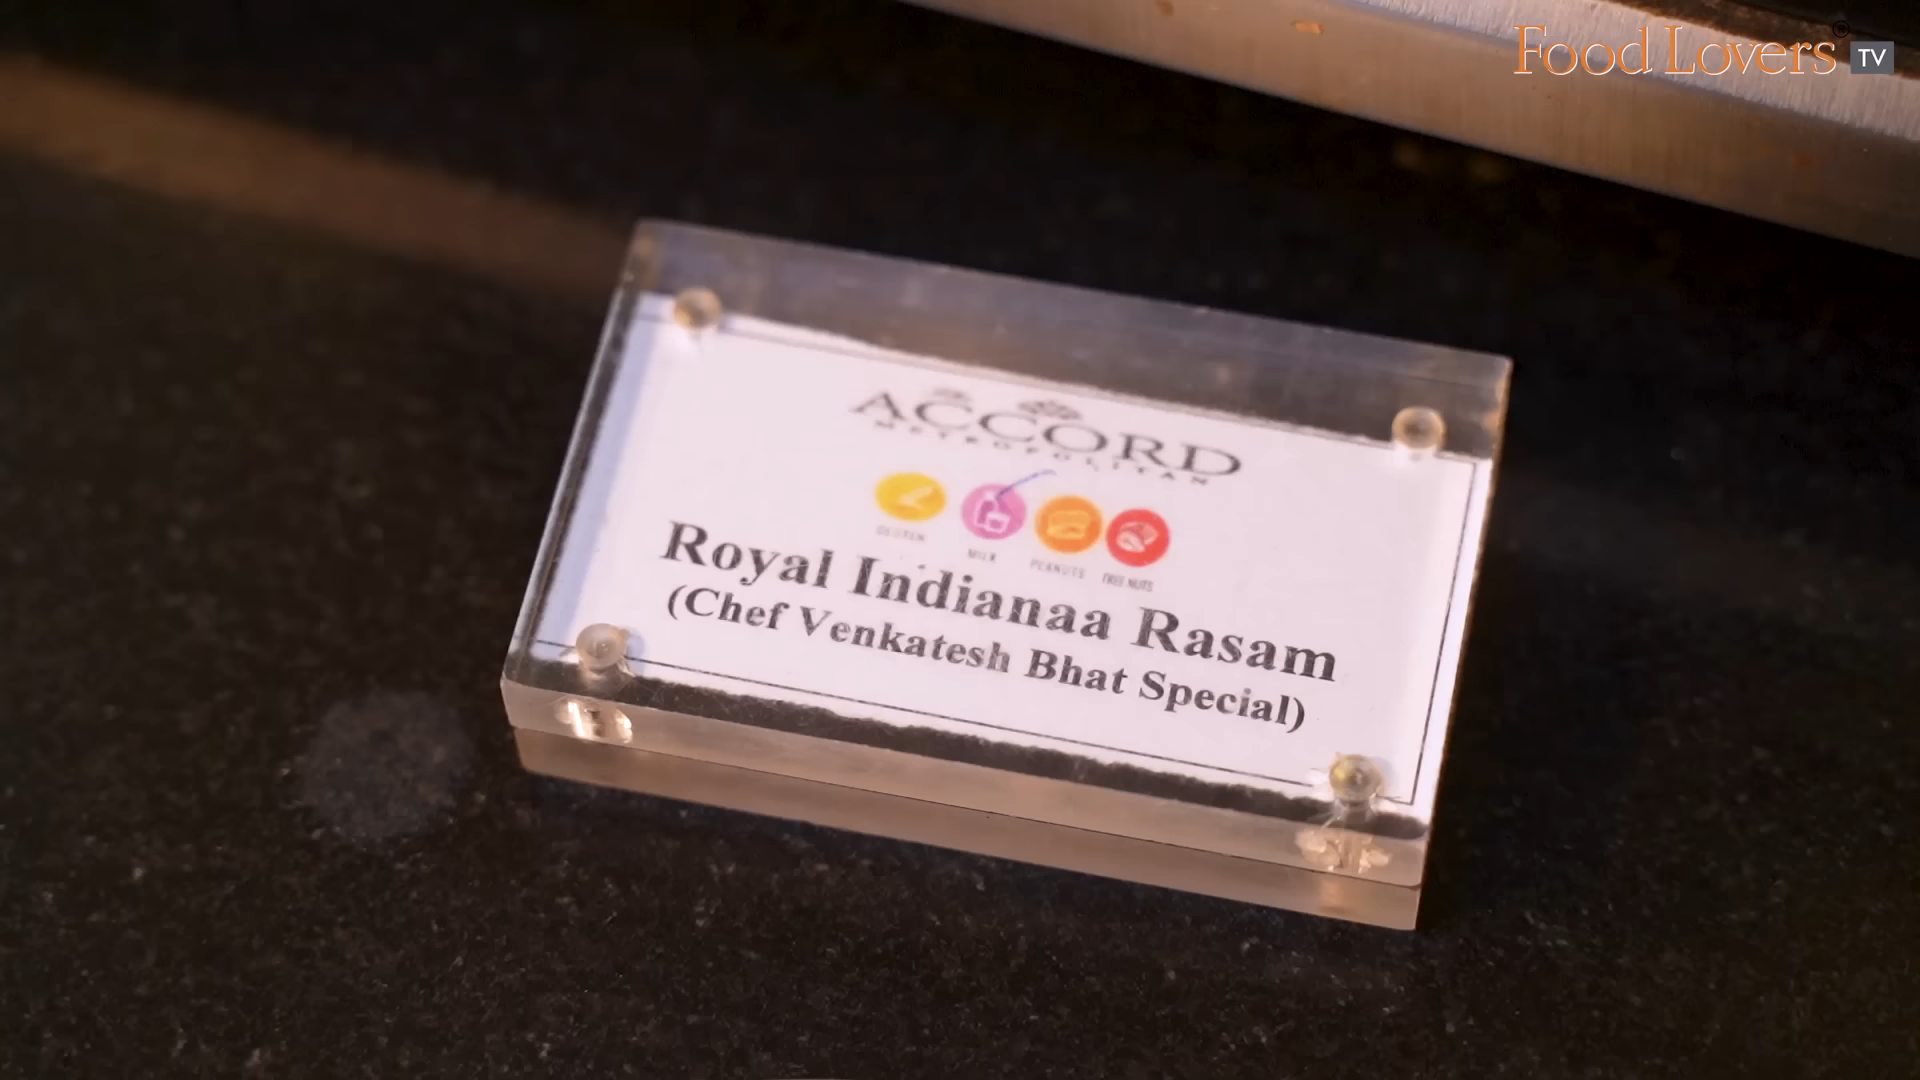 Food Lovers® TV
ACCORD
METROPOLITAN
GLUTEN MILK PEANUTS TREE NUTS
Royal Indianaa Rasam
(Chef Venkatesh Bhat Special)